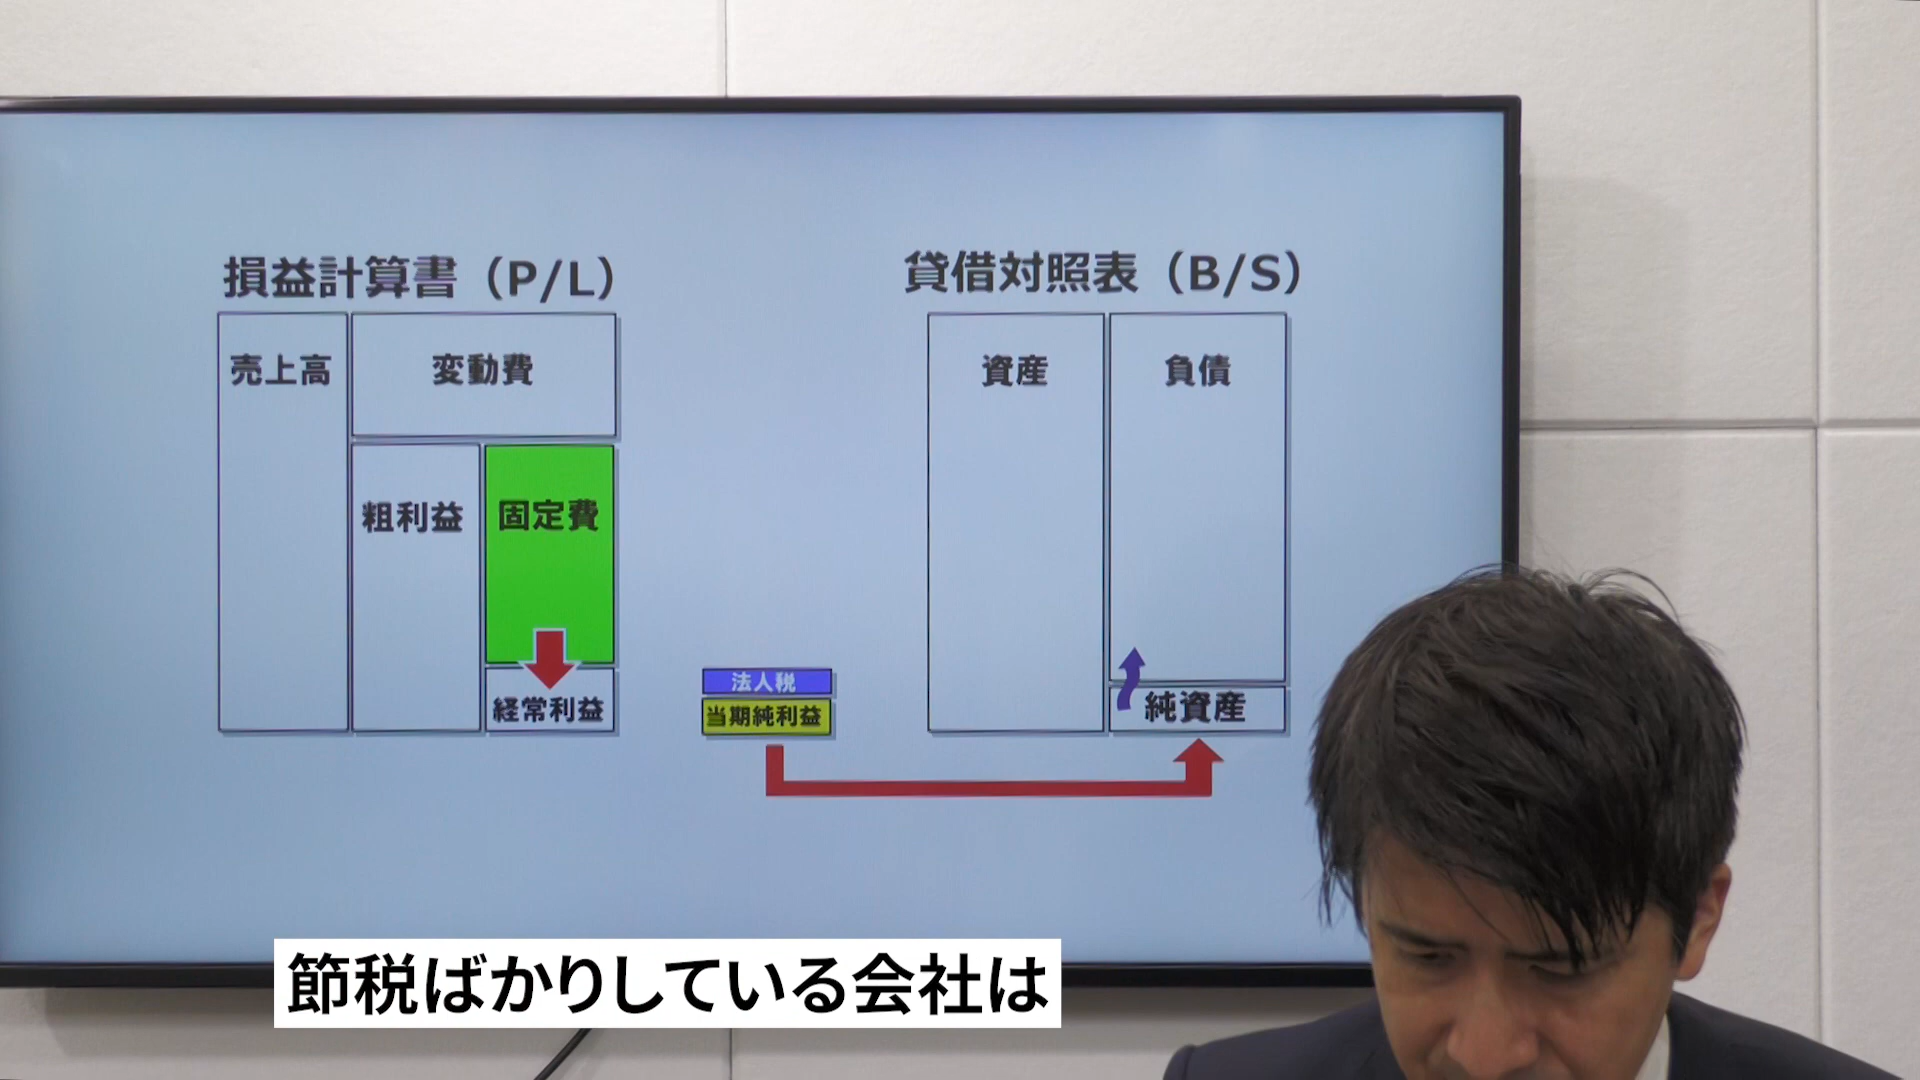 損益計算書（P/L）
売上高
変動費
粗利益
固定費
経常利益
法人税
当期純利益
貸借対照表（B/S）
資産
負債
純資産
節税ばかりしている会社は